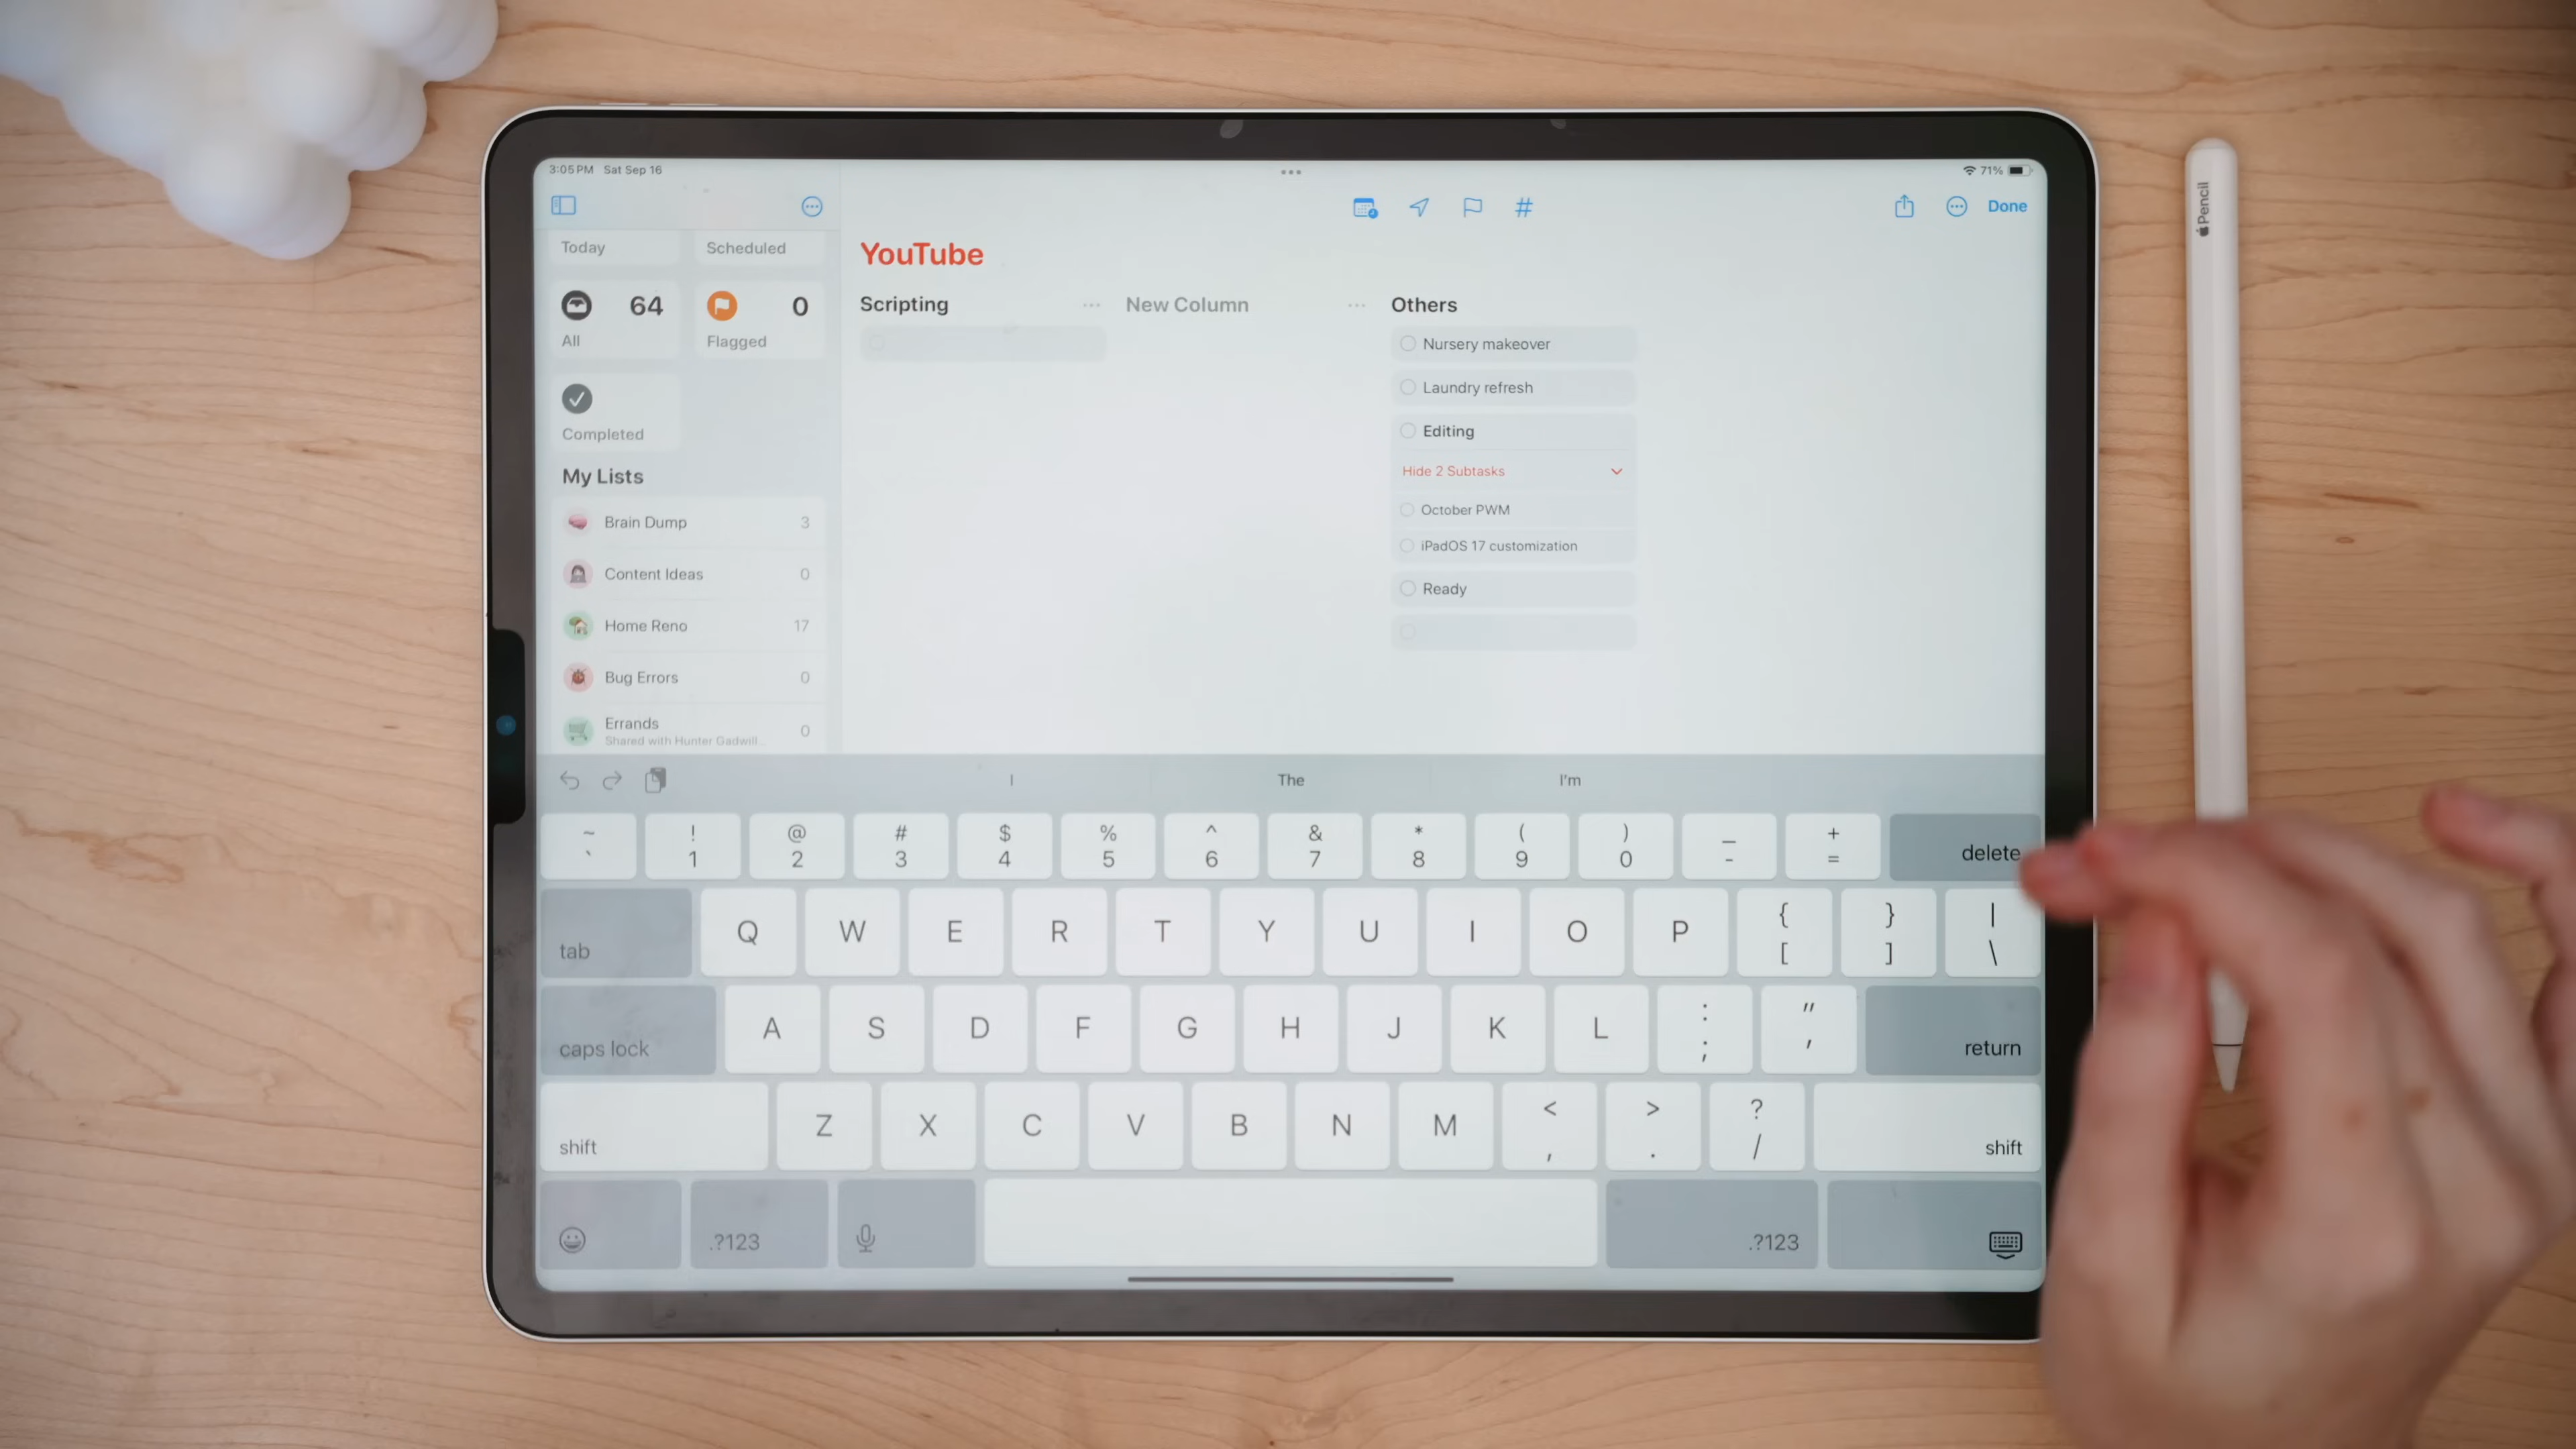 3:05 PM Sat Sep 16
71%
Done
Today
Scheduled
64
All
0
Flagged
Completed
My Lists
Brain Dump 3
Content Ideas 0
Home Reno 17
Bug Errors 0
Errands 0
Shared with Hunter Gadwill...
YouTube
Scripting
New Column
Others
Nursery makeover
Laundry refresh
Editing
Hide 2 Subtasks
October PWM
iPadOS 17 customization
Ready
I The I'm
~ ! @ # $ % ^ & * ( ) _ +
` 1 2 3 4 5 6 7 8 9 0 - = delete
tab Q W E R T Y U I O P { [ } ] | \
caps lock A S D F G H J K L : ; " ' return
shift Z X C V B N M < , > . ? / shift
.?123 .?123
Pencil